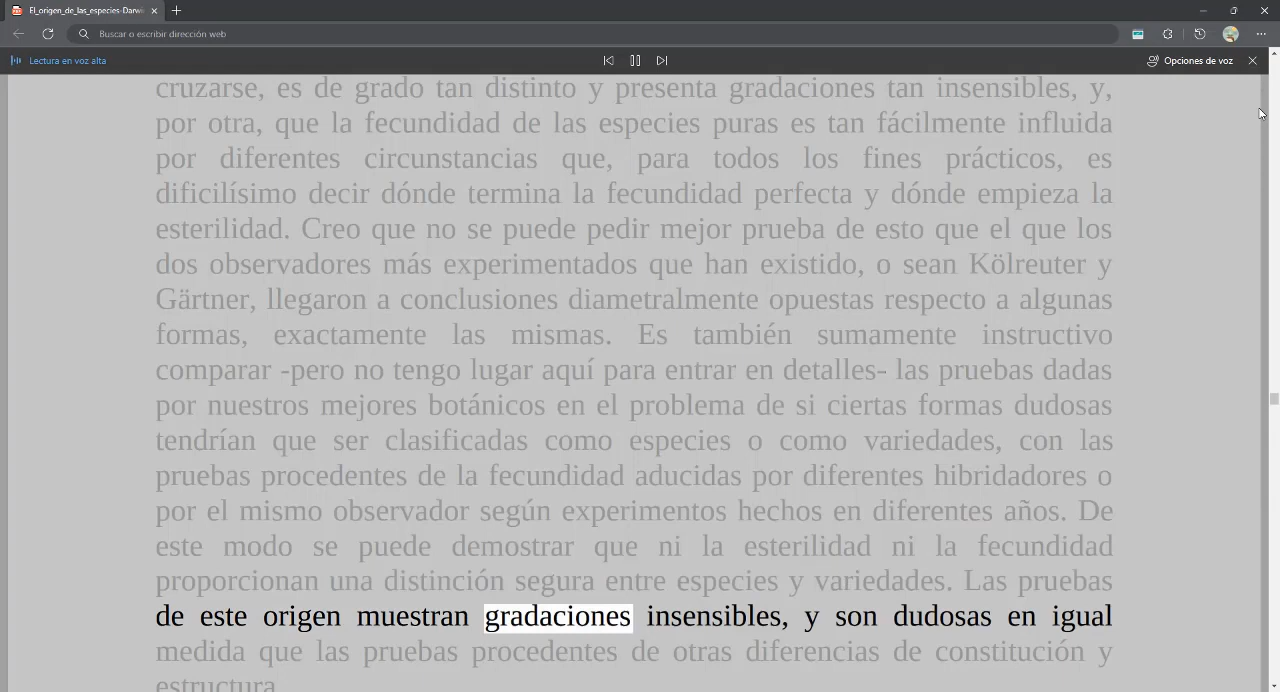 El_origen_de_las_especies-Darwi
Buscar o escribir dirección web
Lectura en voz alta
Opciones de voz
cruzarse, es de grado tan distinto y presenta gradaciones tan insensibles, y,
por otra, que la fecundidad de las especies puras es tan fácilmente influida
por diferentes circunstancias que, para todos los fines prácticos, es
dificilísimo decir dónde termina la fecundidad perfecta y dónde empieza la
esterilidad. Creo que no se puede pedir mejor prueba de esto que el que los
dos observadores más experimentados que han existido, o sean Kölreuter y
Gärtner, llegaron a conclusiones diametralmente opuestas respecto a algunas
formas, exactamente las mismas. Es también sumamente instructivo
comparar -pero no tengo lugar aquí para entrar en detalles- las pruebas dadas
por nuestros mejores botánicos en el problema de si ciertas formas dudosas
tendrían que ser clasificadas como especies o como variedades, con las
pruebas procedentes de la fecundidad aducidas por diferentes hibridadores o
por el mismo observador según experimentos hechos en diferentes años. De
este modo se puede demostrar que ni la esterilidad ni la fecundidad
proporcionan una distinción segura entre especies y variedades. Las pruebas
de este origen muestran gradaciones insensibles, y son dudosas en igual
medida que las pruebas procedentes de otras diferencias de constitución y
estructura